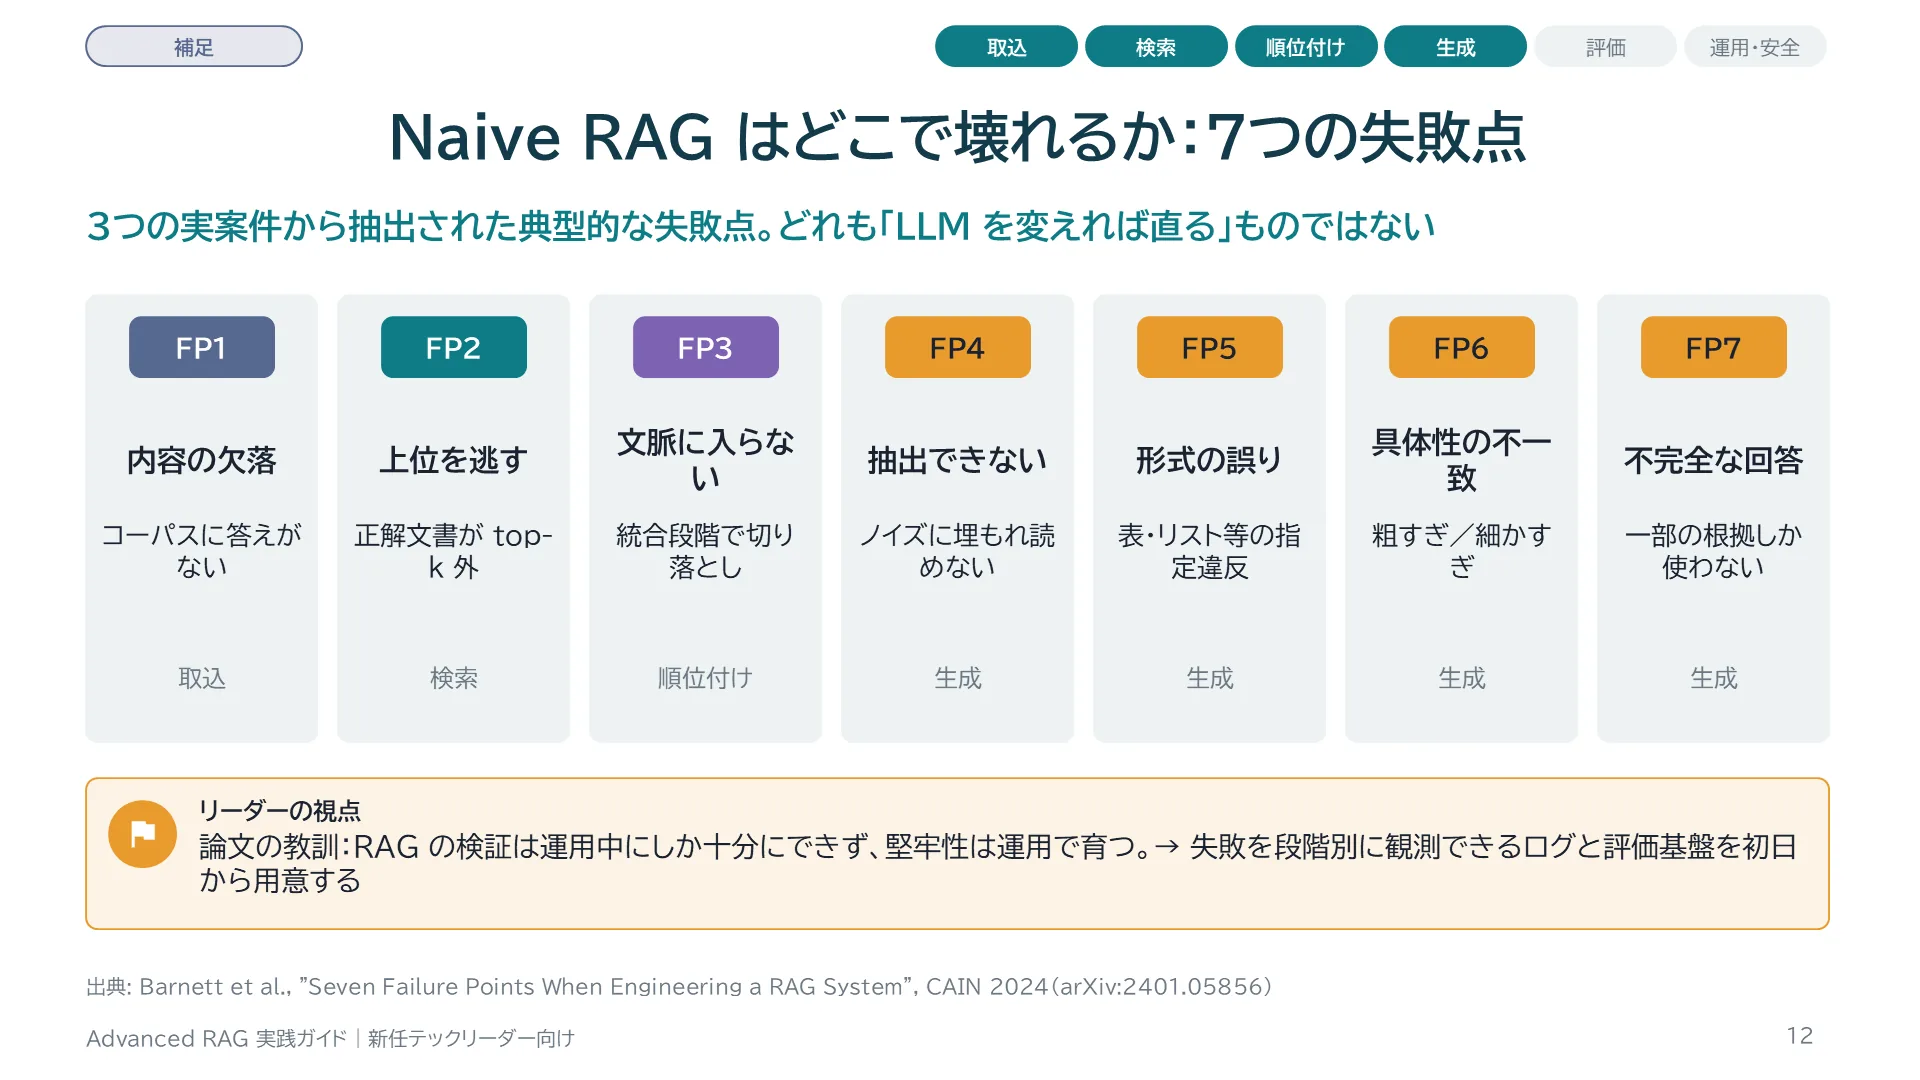 補足
取込
検索
順位付け
生成
評価
運用・安全
Naive RAG はどこで壊れるか：7つの失敗点
3つの実案件から抽出された典型的な失敗点。どれも「LLM を変えれば直る」ものではない
FP1
内容の欠落
コーパスに答えが
ない
取込
FP2
上位を逃す
正解文書が top-
k 外
検索
FP3
文脈に入らな
い
統合段階で切り
落とし
順位付け
FP4
抽出できない
ノイズに埋もれ読
めない
生成
FP5
形式の誤り
表・リスト等の指
定違反
生成
FP6
具体性の不一
致
粗すぎ／細かす
ぎ
生成
FP7
不完全な回答
一部の根拠しか
使わない
生成
リーダーの視点
論文の教訓：RAG の検証は運用中にしか十分にできず、堅牢性は運用で育つ。→ 失敗を段階別に観測できるログと評価基盤を初日
から用意する
出典: Barnett et al., ”Seven Failure Points When Engineering a RAG System”, CAIN 2024（arXiv:2401.05856）
Advanced RAG 実践ガイド｜新任テックリーダー向け
12